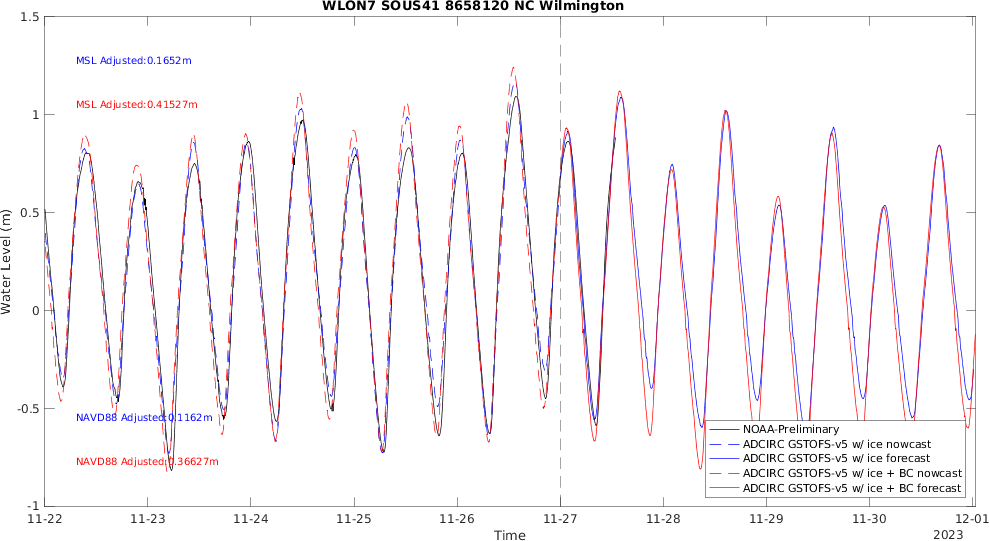 WLON7 SOUS41 8658120 NC Wilmington
1.5
1
0.5
0
-0.5
-1
Water Level (m)
MSL Adjusted:0.1652m
MSL Adjusted:0.41527m
NAVD88 Adjusted:0.1162m
NAVD88 Adjusted:0.36627m
NOAA-Preliminary
ADCIRC GSTOFS-v5 w/ ice nowcast
ADCIRC GSTOFS-v5 w/ ice forecast
ADCIRC GSTOFS-v5 w/ ice + BC nowcast
ADCIRC GSTOFS-v5 w/ ice + BC forecast
11-22 11-23 11-24 11-25 11-26 11-27 11-28 11-29 11-30 12-01
Time
2023